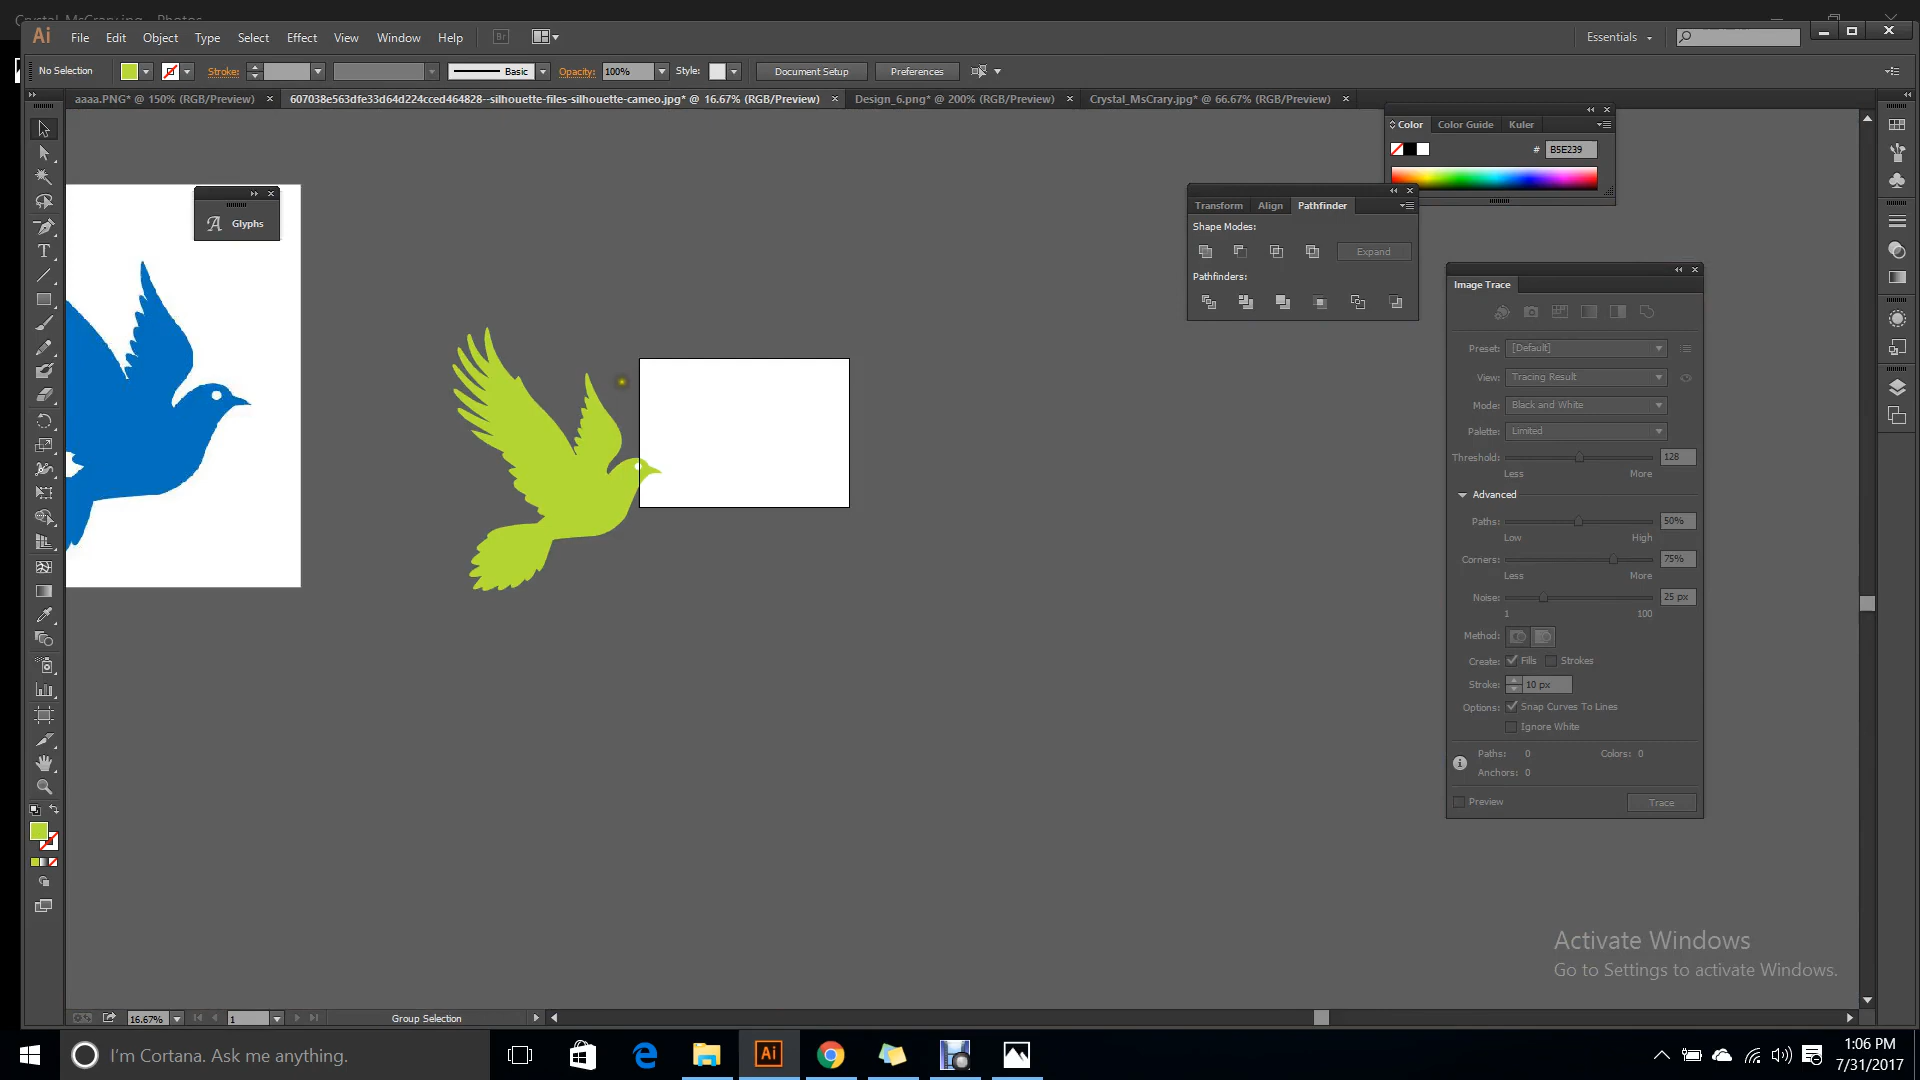 Crystal_McCrary.jpg - Photos
Ai File Edit Object Type Select Effect View Window Help Br Essentials
No Selection Stroke: Basic Opacity: 100% Style: Document Setup Preferences
aaaa.PNG* @ 150% (RGB/Preview) 607038e563dfe33d64d224cced464828--silhouette-files-silhouette-cameo.jpg* @ 16.67% (RGB/Preview) Design_6.png* @ 200% (RGB/Preview) Crystal_MsCrary.jpg* @ 66.67% (RGB/Preview)
Color Color Guide Kuler
# B5E239
A Glyphs
Transform Align Pathfinder
Shape Modes:
Expand
Pathfinders:
Image Trace
Preset: [Default]
View: Tracing Result
Mode: Black and White
Palette: Limited
Threshold: 128
Less More
Advanced
Paths: 50%
Low High
Corners: 75%
Less More
Noise: 25 px
1 100
Method:
Create: Fills Strokes
Stroke: 10 px
Options: Snap Curves To Lines
Ignore White
Paths: 0 Colors: 0
Anchors: 0
Preview Trace
Activate Windows
Go to Settings to activate Windows.
16.67% 1 Group Selection
I'm Cortana. Ask me anything.
Ai
1:06 PM
7/31/2017